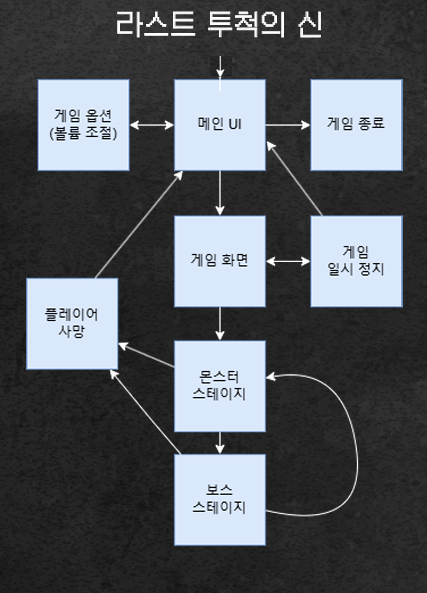 라스트 투척의 신
게임 옵션
(볼륨 조절)
메인 UI
게임 종료
게임 화면
게임
일시 정지
플레이어
사망
몬스터
스테이지
보스
스테이지